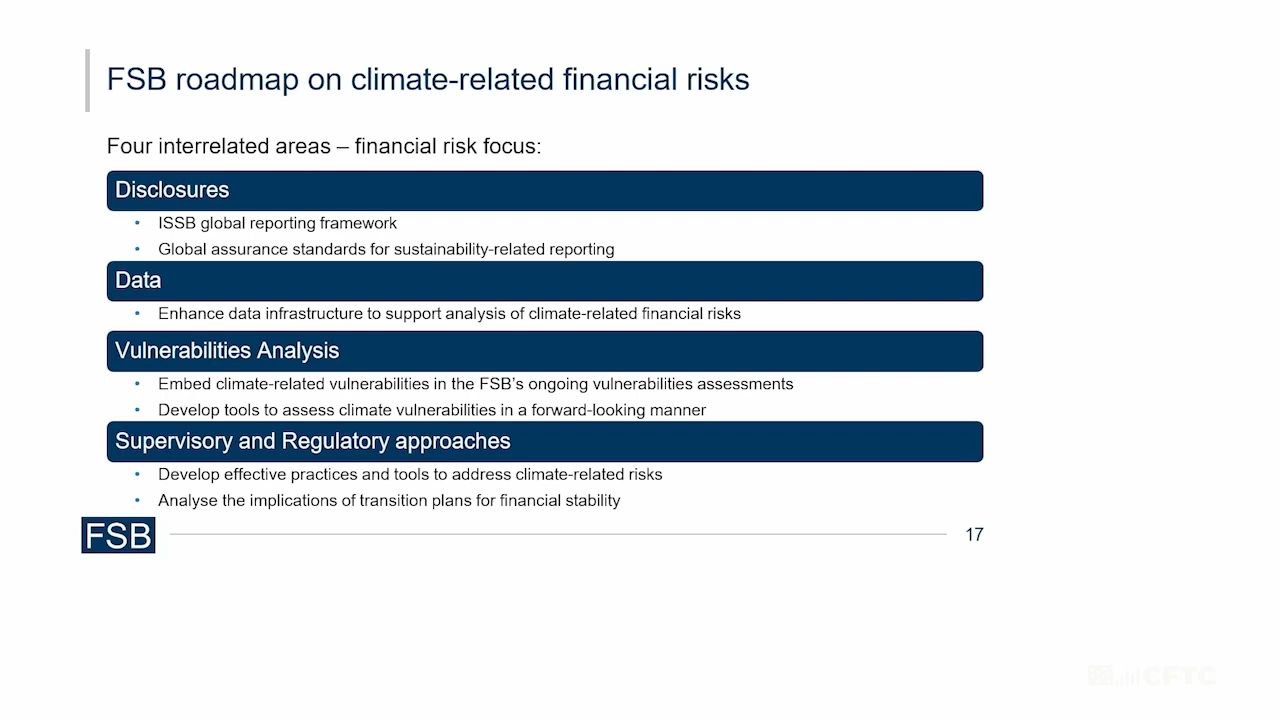 FSB roadmap on climate-related financial risks
Four interrelated areas – financial risk focus:
Disclosures
• ISSB global reporting framework
• Global assurance standards for sustainability-related reporting
Data
• Enhance data infrastructure to support analysis of climate-related financial risks
Vulnerabilities Analysis
• Embed climate-related vulnerabilities in the FSB’s ongoing vulnerabilities assessments
• Develop tools to assess climate vulnerabilities in a forward-looking manner
Supervisory and Regulatory approaches
• Develop effective practices and tools to address climate-related risks
• Analyse the implications of transition plans for financial stability
FSB
17
CFTC